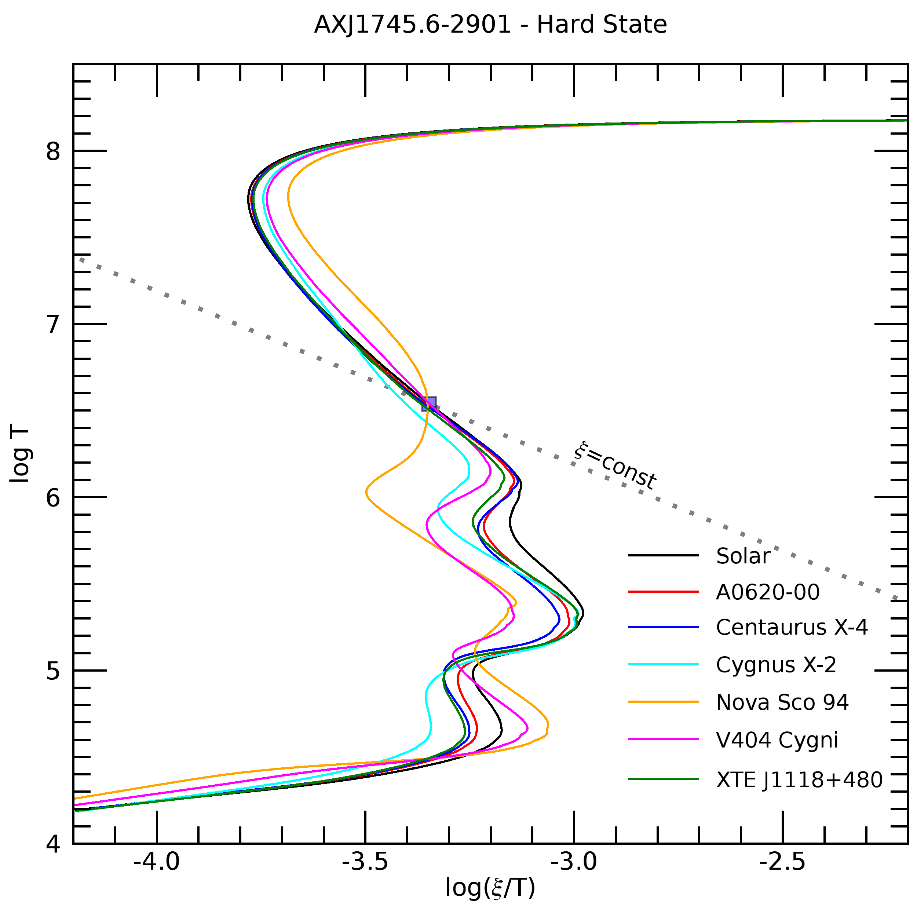 AXJ1745.6-2901 - Hard State
8
7
6
5
4
log T
ξ=const
Solar
A0620-00
Centaurus X-4
Cygnus X-2
Nova Sco 94
V404 Cygni
XTE J1118+480
-4.0 -3.5 -3.0 -2.5
log(ξ/T)